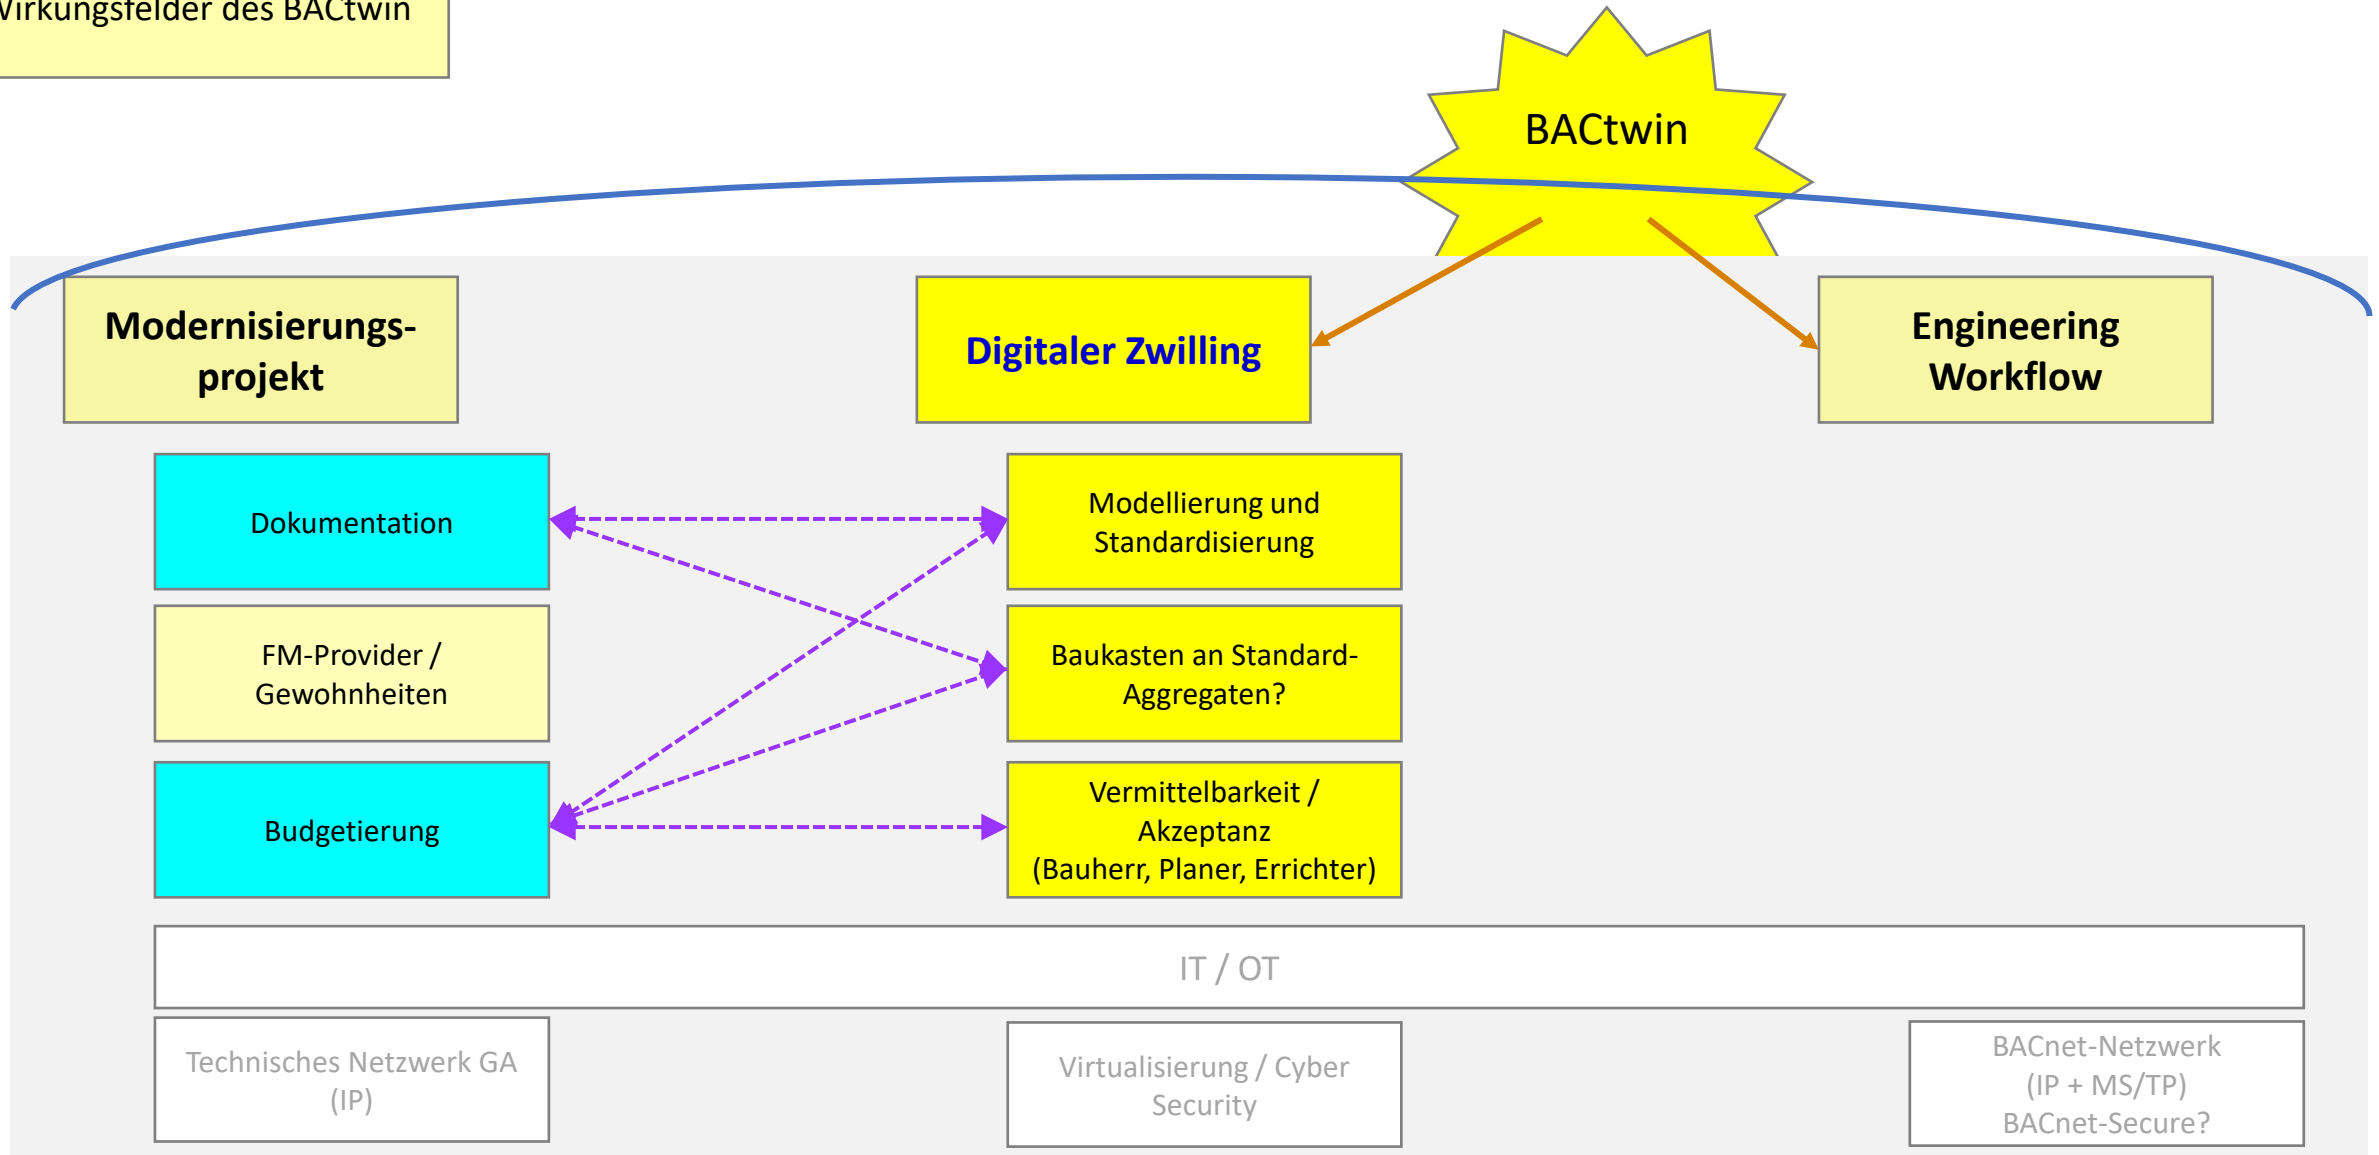 Wirkungsfelder des BACtwin
BACtwin
Modernisierungs-
projekt
Digitaler Zwilling
Engineering
Workflow
Dokumentation
Modellierung und
Standardisierung
FM-Provider /
Gewohnheiten
Baukasten an Standard-
Aggregaten?
Budgetierung
Vermittelbarkeit /
Akzeptanz
(Bauherr, Planer, Errichter)
IT / OT
Technisches Netzwerk GA
(IP)
Virtualisierung / Cyber
Security
BACnet-Netzwerk
(IP + MS/TP)
BACnet-Secure?